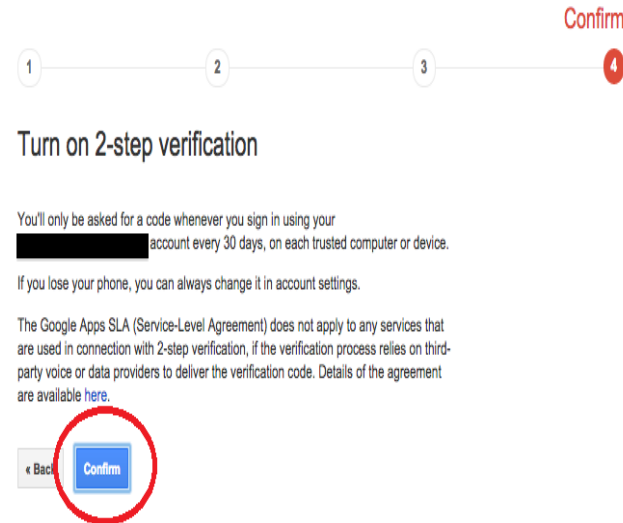 Confirm
1 2 3 4
Turn on 2-step verification
You'll only be asked for a code whenever you sign in using your
account every 30 days, on each trusted computer or device.
If you lose your phone, you can always change it in account settings.
The Google Apps SLA (Service-Level Agreement) does not apply to any services that
are used in connection with 2-step verification, if the verification process relies on third-
party voice or data providers to deliver the verification code. Details of the agreement
are available here.
« Back Confirm